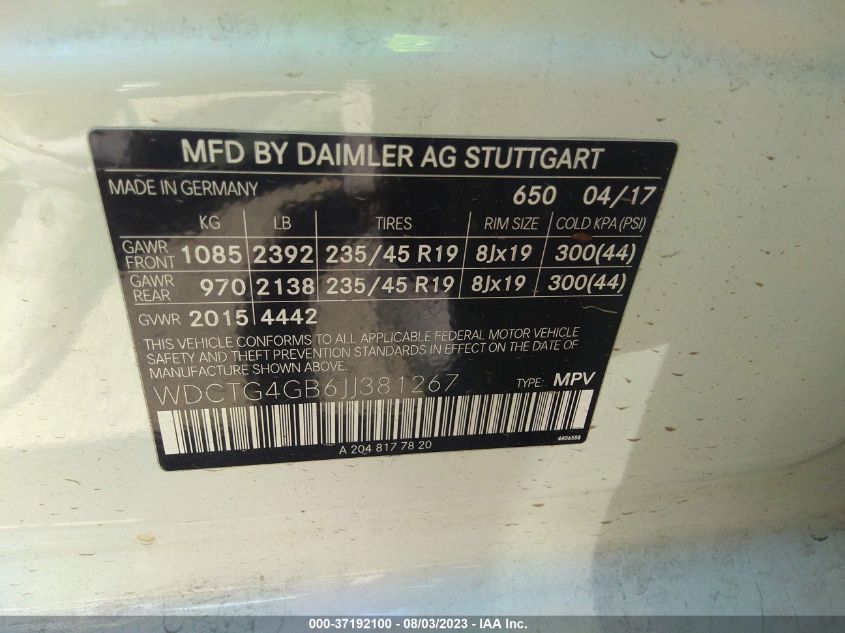 MFD BY DAIMLER AG STUTTGART
MADE IN GERMANY 650 04/17
KG LB TIRES RIM SIZE COLD KPA(PSI)
GAWR FRONT 1085 2392 235/45 R19 8Jx19 300(44)
GAWR REAR 970 2138 235/45 R19 8Jx19 300(44)
GVWR 2015 4442
THIS VEHICLE CONFORMS TO ALL APPLICABLE FEDERAL MOTOR VEHICLE
SAFETY AND THEFT PREVENTION STANDARDS IN EFFECT ON THE DATE OF
MANUFACTURE SHOWN ABOVE.
WDCTG4GB6JJ381267 TYPE: MPV
A 204 817 78 20 4406558
000-37192100 - 08/03/2023 - IAA Inc.